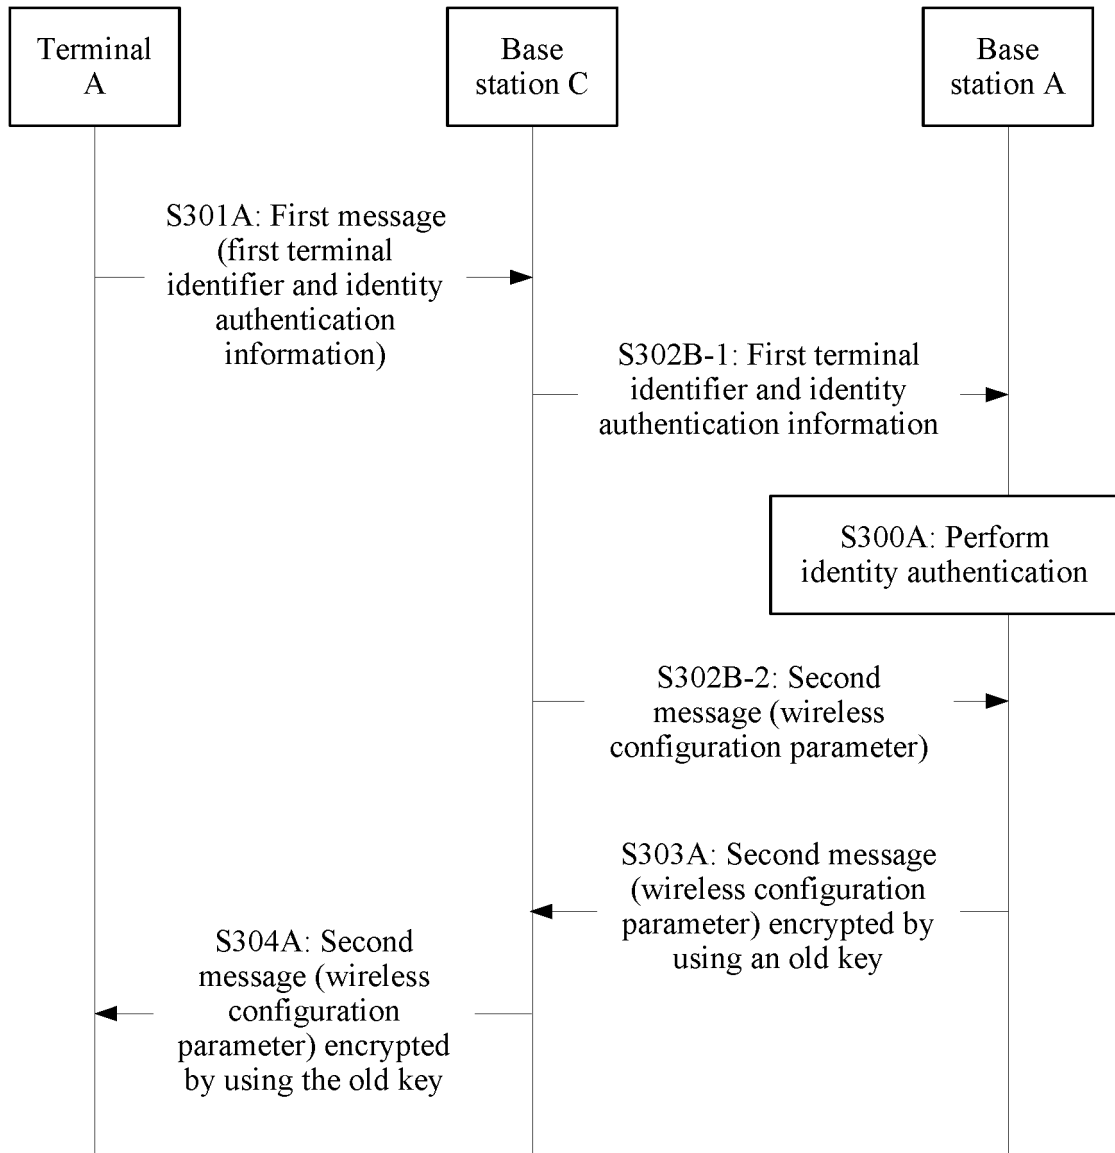 Terminal
A
Base
station C
Base
station A
S301A: First message
(first terminal
identifier and identity
authentication
information)
S302B-1: First terminal
identifier and identity
authentication information
S300A: Perform
identity authentication
S302B-2: Second
message (wireless
configuration parameter)
S303A: Second message
(wireless configuration
parameter) encrypted by
using an old key
S304A: Second
message (wireless
configuration
parameter) encrypted
by using the old key